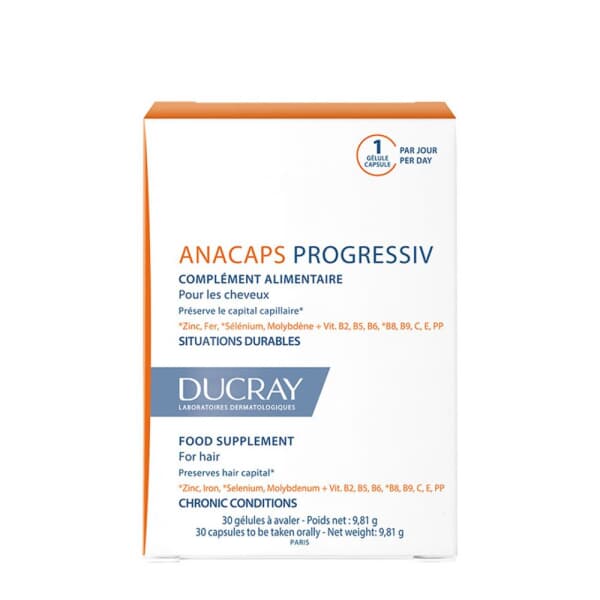 1
GÉLULE
CAPSULE
PAR JOUR
PER DAY
ANACAPS PROGRESSIV
COMPLÉMENT ALIMENTAIRE
Pour les cheveux
Préserve le capital capillaire*
*Zinc, Fer, *Sélénium, Molybdène + Vit. B2, B5, B6, *B8, B9, C, E, PP
SITUATIONS DURABLES
DUCRAY
LABORATOIRES DERMATOLOGIQUES
FOOD SUPPLEMENT
For hair
Preserves hair capital*
*Zinc, Iron, *Selenium, Molybdenum + Vit. B2, B5, B6, *B8, B9, C, E, PP
CHRONIC CONDITIONS
30 gélules à avaler - Poids net : 9,81 g
30 capsules to be taken orally - Net weight: 9,81 g
PARIS